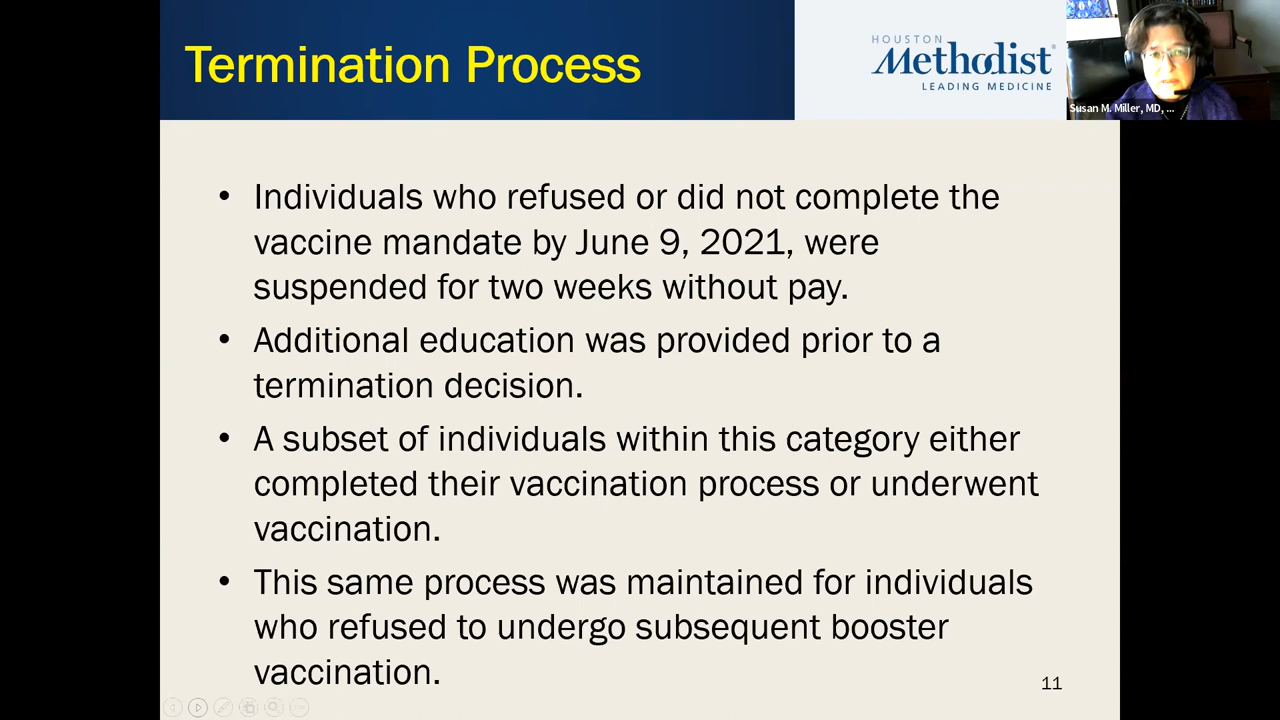 Termination Process
HOUSTON
Methodist
LEADING MEDICINE
Susan M. Miller, MD, ...
• Individuals who refused or did not complete the
vaccine mandate by June 9, 2021, were
suspended for two weeks without pay.
• Additional education was provided prior to a
termination decision.
• A subset of individuals within this category either
completed their vaccination process or underwent
vaccination.
• This same process was maintained for individuals
who refused to undergo subsequent booster
vaccination.
11